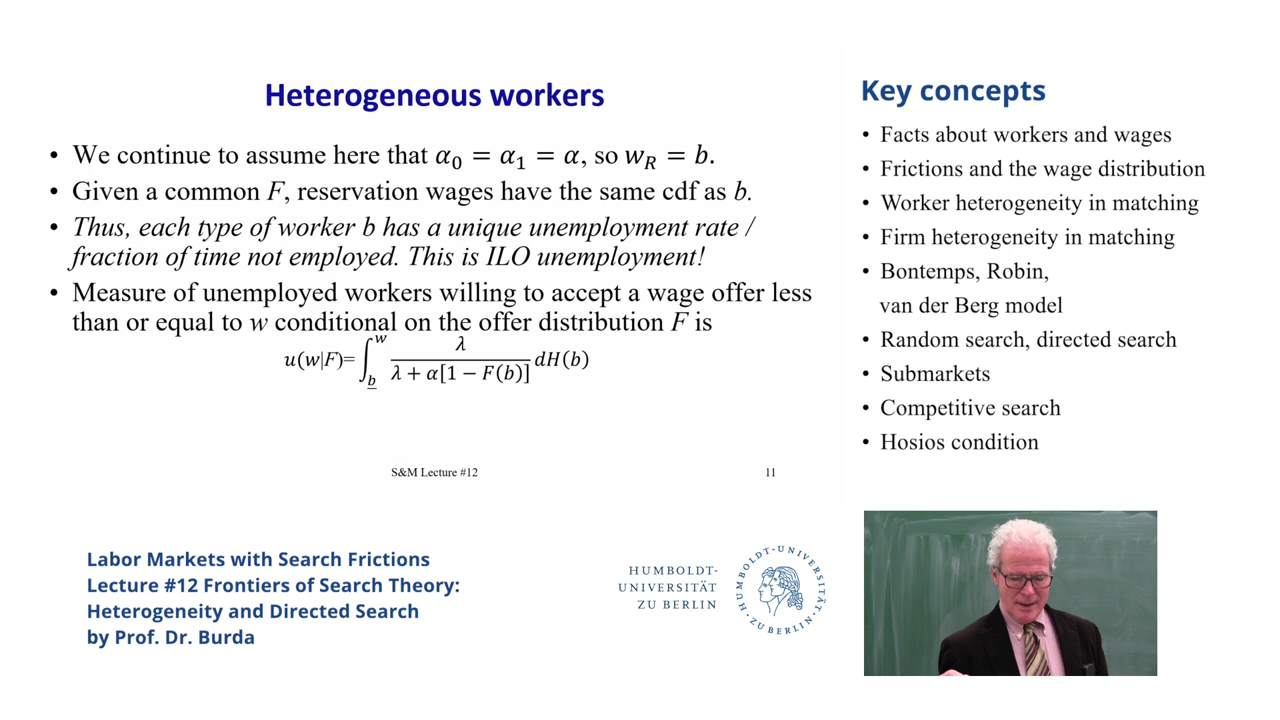 Heterogeneous workers
• We continue to assume here that α₀ = α₁ = α, so w_R = b.
• Given a common F, reservation wages have the same cdf as b.
• Thus, each type of worker b has a unique unemployment rate /
fraction of time not employed. This is ILO unemployment!
• Measure of unemployed workers willing to accept a wage offer less
than or equal to w conditional on the offer distribution F is
u(w|F)=∫_b^w λ / (λ + α[1 − F(b)]) dH(b)
S&M Lecture #12
11
Key concepts
• Facts about workers and wages
• Frictions and the wage distribution
• Worker heterogeneity in matching
• Firm heterogeneity in matching
• Bontemps, Robin,
van der Berg model
• Random search, directed search
• Submarkets
• Competitive search
• Hosios condition
Labor Markets with Search Frictions
Lecture #12 Frontiers of Search Theory:
Heterogeneity and Directed Search
by Prof. Dr. Burda
HUMBOLDT-
UNIVERSITÄT
ZU BERLIN
HUMBOLDT-UNIVERSITÄT ZU BERLIN